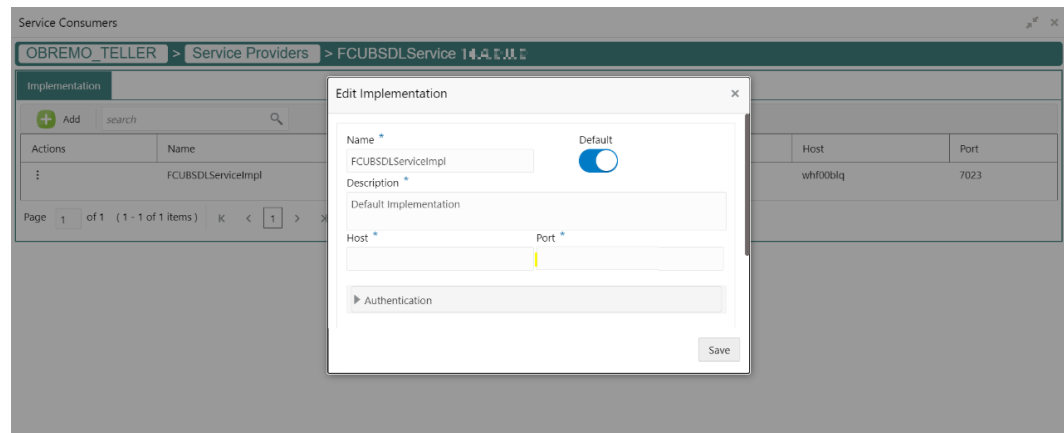 Service Consumers
OBREMO_TELLER > Service Providers > FCUBSDLService
Implementation
Add search
Actions Name Host Port
FCUBSDLServiceImpl whf00blq 7023
Page 1 of 1 (1 - 1 of 1 items) K < 1 >
Edit Implementation ×
Name * Default
FCUBSDLServiceImpl
Description *
Default Implementation
Host * Port *
Authentication
Save